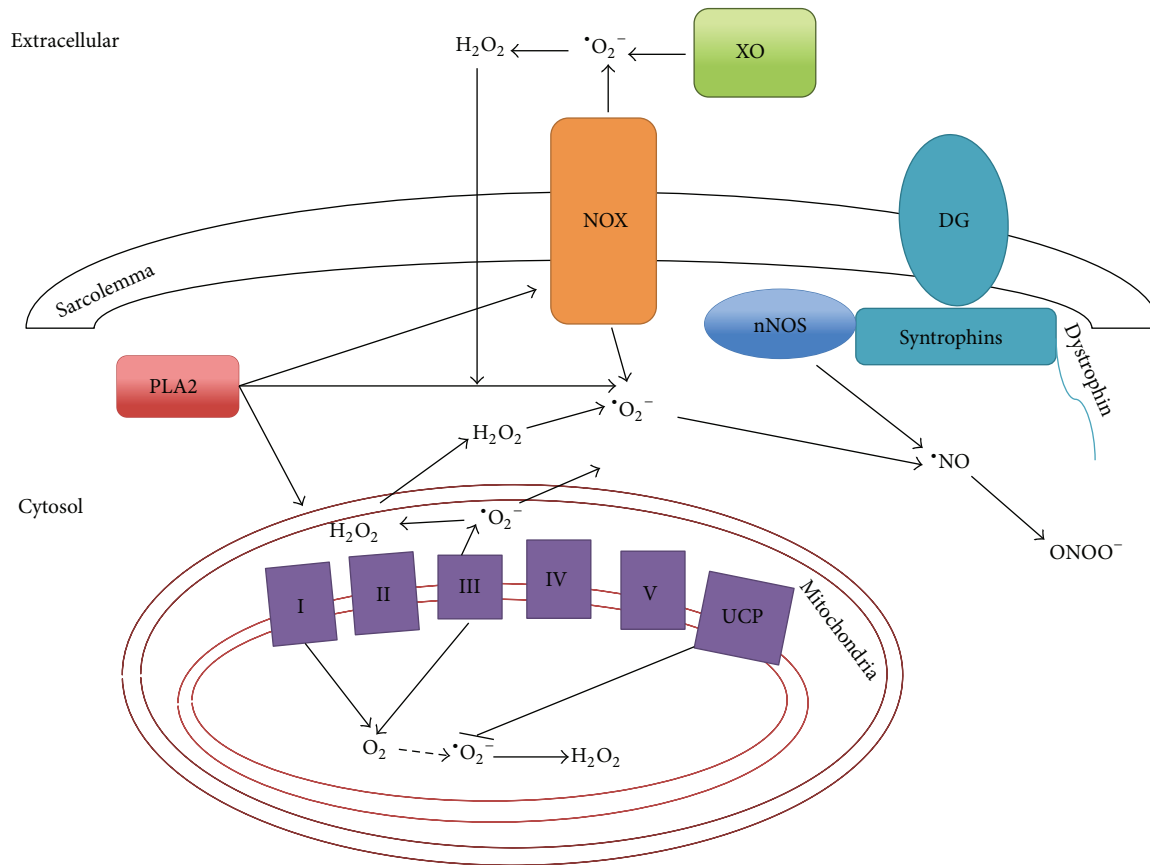 Extracellular
H₂O₂
•O₂⁻
XO
NOX
DG
Sarcolemma
nNOS
Syntrophins
Dystrophin
PLA2
•O₂⁻
H₂O₂
•NO
Cytosol
•O₂⁻
H₂O₂
ONOO⁻
I
II
III
IV
V
UCP
Mitochondria
O₂
•O₂⁻
H₂O₂